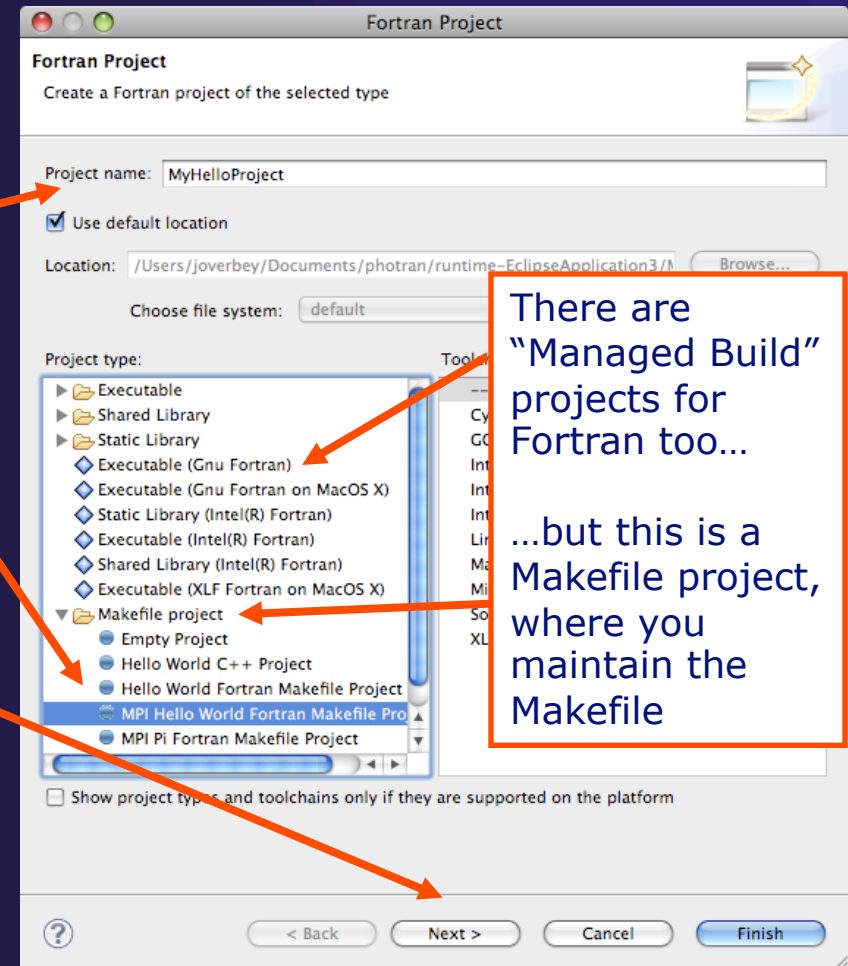 Fortran Project
Fortran Project
Create a Fortran project of the selected type
Project name: MyHelloProject
Use default location
Location: /Users/joverbey/Documents/photran/runtime-EclipseApplication3/ Browse...
Choose file system: default
Project type:
Executable
Shared Library
Static Library
Executable (Gnu Fortran)
Executable (Gnu Fortran on MacOS X)
Static Library (Intel(R) Fortran)
Executable (Intel(R) Fortran)
Shared Library (Intel(R) Fortran)
Executable (XLF Fortran on MacOS X)
Makefile project
Empty Project
Hello World C++ Project
Hello World Fortran Makefile Project
MPI Hello World Fortran Makefile Pro
MPI Pi Fortran Makefile Project
There are
“Managed Build”
projects for
Fortran too…
…but this is a
Makefile project,
where you
maintain the
Makefile
Show project types and toolchains only if they are supported on the platform
? < Back Next > Cancel Finish